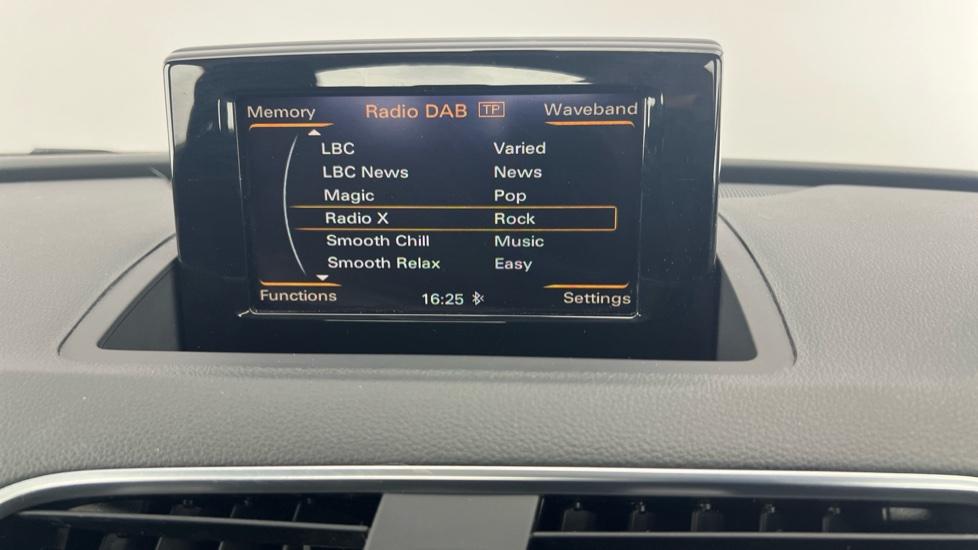 Memory Radio DAB TP Waveband
LBC Varied
LBC News News
Magic Pop
Radio X Rock
Smooth Chill Music
Smooth Relax Easy
Functions 16:25 Settings